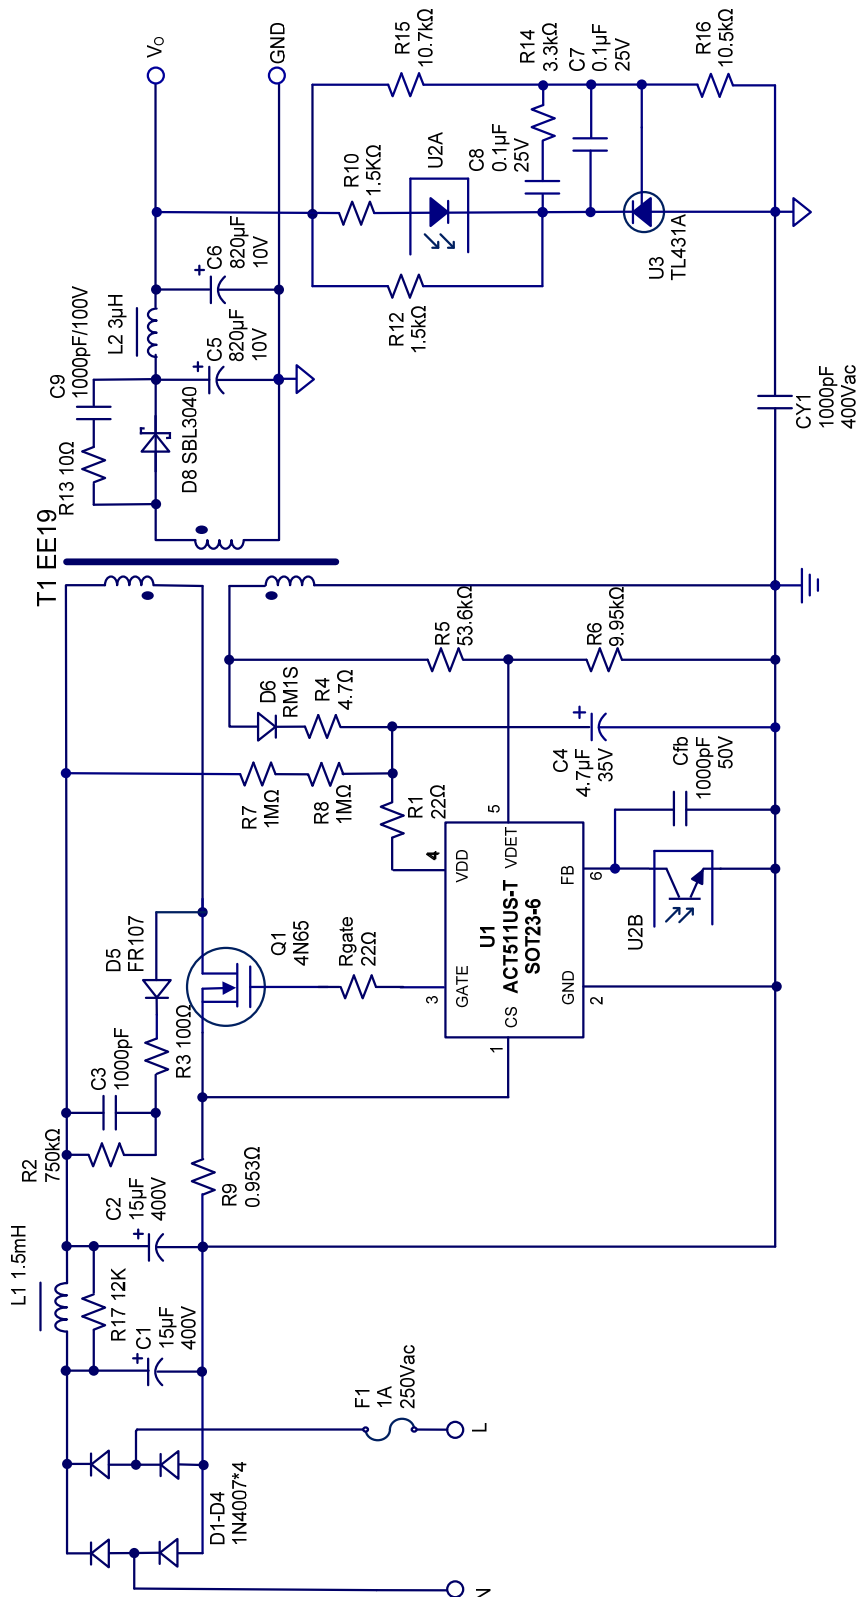 L1 1.5mH
R17 12K
C1
15µF
400V
C2
15µF
400V
R2
750kΩ
C3
1000pF
R3 100Ω
D5
FR107
D1-D4
1N4007*4
F1
1A
250Vac
L
N
R9
0.953Ω
Q1
4N65
Rgate
22Ω
R7
1MΩ
R8
1MΩ
D6
RM1S
R4
4.7Ω
R1
22Ω
U1
ACT511US-T
SOT23-6
GATE
3
CS
1
VDD
4
VDET
5
FB
6
GND
2
C4
4.7µF
35V
Cfb
1000pF
50V
U2B
R5
53.6kΩ
R6
9.95kΩ
T1 EE19
R13 10Ω
C9
1000pF/100V
D8 SBL3040
L2 3µH
C5
820µF
10V
C6
820µF
10V
VO
GND
R15
10.7kΩ
R10
1.5KΩ
R12
1.5kΩ
U2A
C8
0.1µF
25V
R14
3.3kΩ
C7
0.1µF
25V
R16
10.5kΩ
U3
TL431A
CY1
1000pF
400Vac